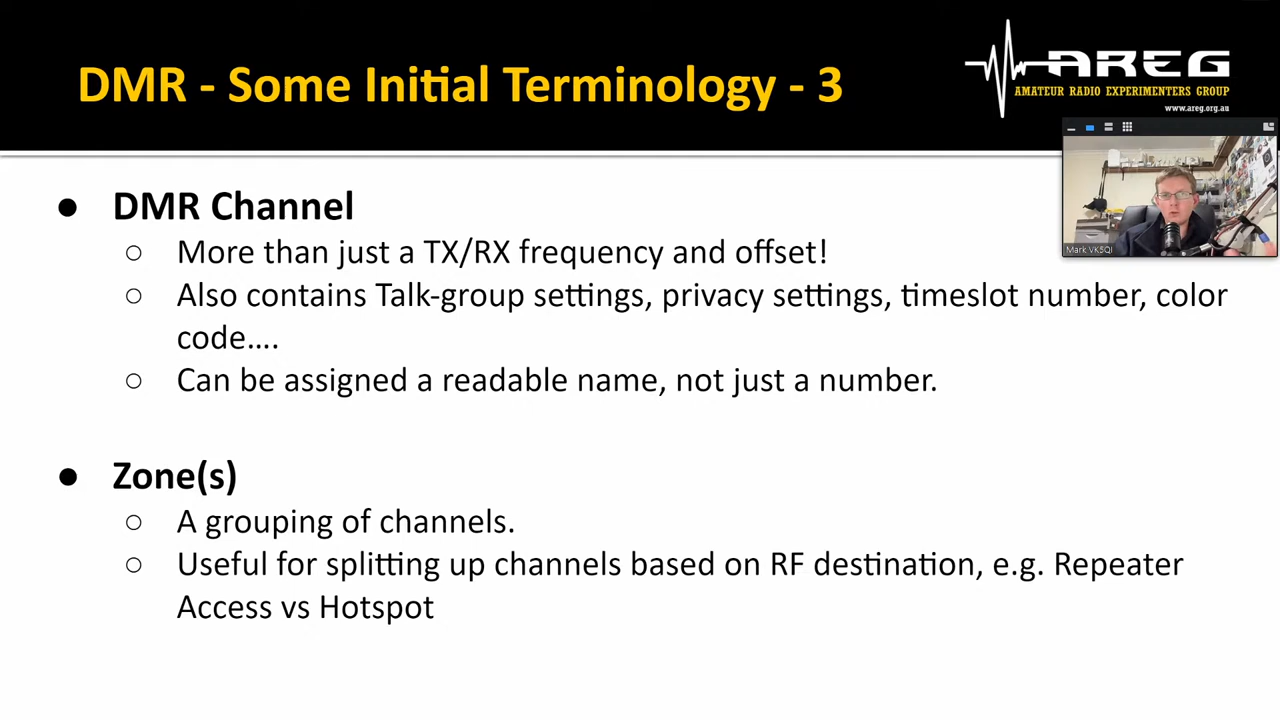 DMR - Some Initial Terminology - 3
AREG
AMATEUR RADIO EXPERIMENTERS GROUP
www.areg.org.au
Mark VK5QI
● DMR Channel
○ More than just a TX/RX frequency and offset!
○ Also contains Talk-group settings, privacy settings, timeslot number, color
code....
○ Can be assigned a readable name, not just a number.
● Zone(s)
○ A grouping of channels.
○ Useful for splitting up channels based on RF destination, e.g. Repeater
Access vs Hotspot